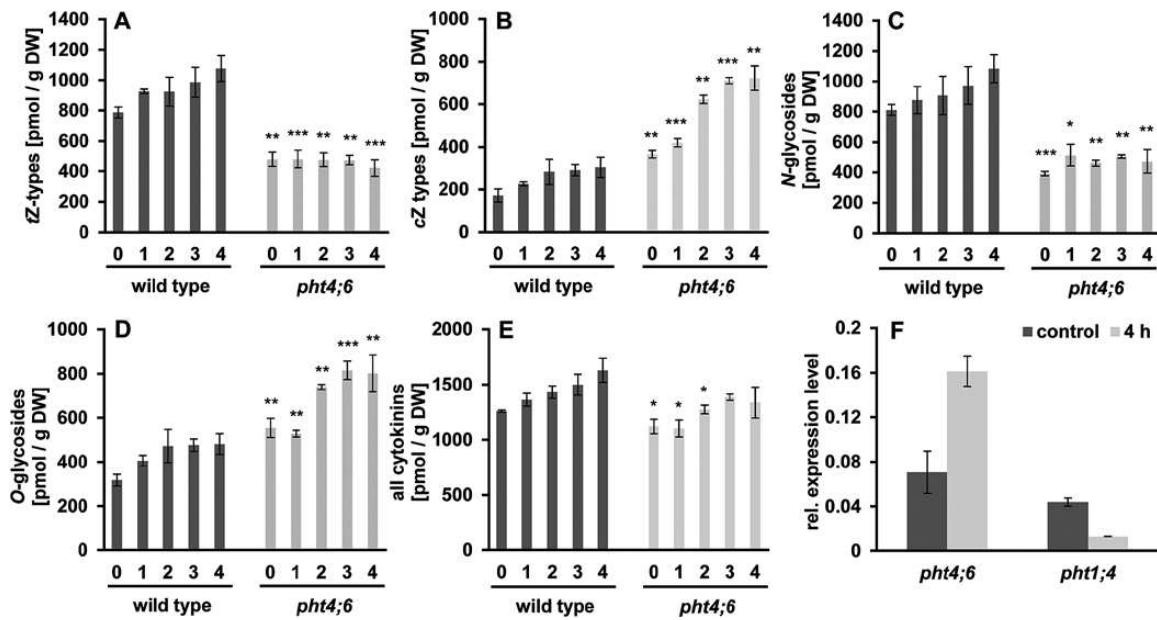 A
tZ-types [pmol / g DW]
1400
1200
1000
800
600
400
200
0
** *** ** ** ***
0 1 2 3 4 0 1 2 3 4
wild type pht4;6
B
cZ types [pmol / g DW]
1000
800
600
400
200
0
** *** ** *** **
0 1 2 3 4 0 1 2 3 4
wild type pht4;6
C
N-glycosides
[pmol / g DW]
1400
1200
1000
800
600
400
200
0
*** * ** ** **
0 1 2 3 4 0 1 2 3 4
wild type pht4;6
D
O-glycosides
[pmol / g DW]
1000
800
600
400
200
0
** ** ** *** **
0 1 2 3 4 0 1 2 3 4
wild type pht4;6
E
all cytokinins
[pmol / g DW]
2000
1500
1000
500
0
* * *
0 1 2 3 4 0 1 2 3 4
wild type pht4;6
F
control 4 h
rel. expression level
0.2
0.16
0.12
0.08
0.04
0
pht4;6 pht1;4